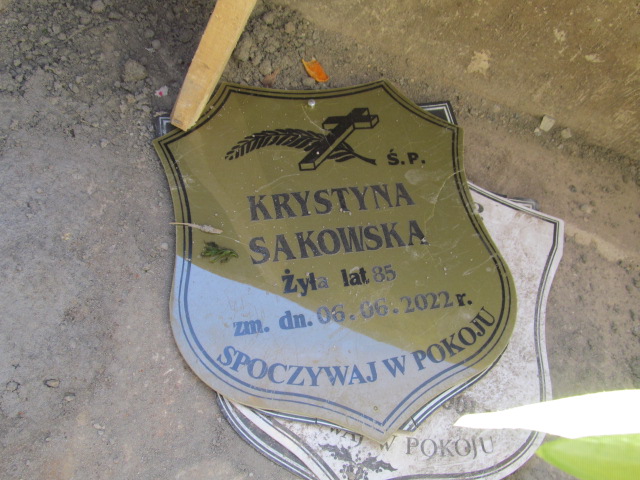 Ś.P.
KRYSTYNA
SAKOWSKA
Żyła lat 85
zm. dn. 06.06.2022 r.
SPOCZYWAJ W POKOJU
W POKOJU